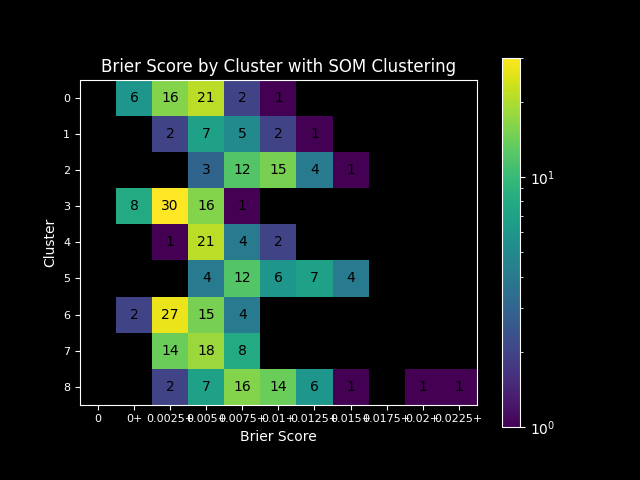 Brier Score by Cluster with SOM Clustering
0 6 16 21 2 1
1 2 7 5 2 1
2 3 12 15 4 1
3 8 30 16 1
4 1 21 4 2
5 4 12 6 7 4
6 2 27 15 4
7 14 18 8
8 2 7 16 14 6 1 1 1
0 0+ 0.0025+ 0.005+ 0.0075+ 0.01+ 0.0125+ 0.015+ 0.0175+ 0.02+ 0.0225+
Brier Score
Cluster
10¹
10⁰